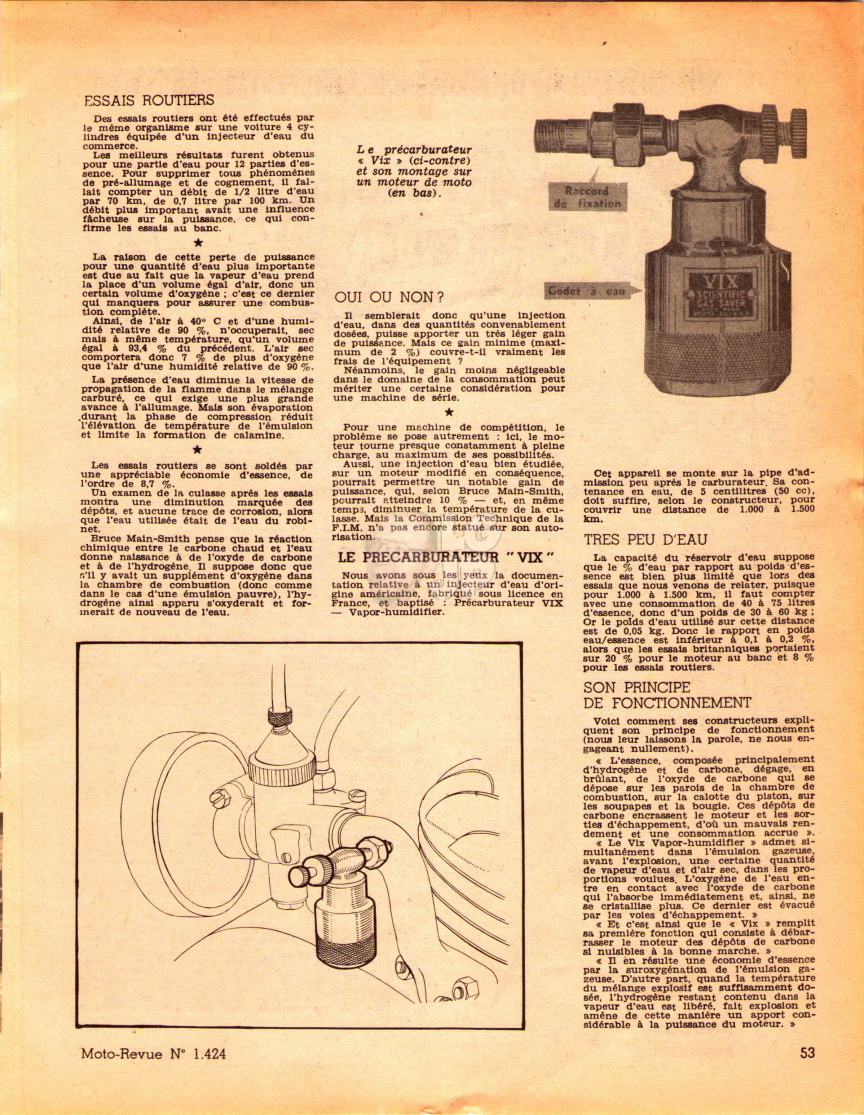 ESSAIS ROUTIERS
Des essais routiers ont été effectués par
le même organisme sur une voiture 4 cy-
lindres équipée d'un injecteur d'eau du
commerce.
Les meilleurs résultats furent obtenus
pour une partie d'eau pour 12 parties d'es-
sence. Pour supprimer tous phénomènes
de pré-allumage et de cognement, il fal-
lait compter un débit de 1/2 litre d'eau
par 70 km, de 0,7 litre par 100 km. Un
débit plus important avait une influence
fâcheuse sur la puissance, ce qui con-
firme les essais au banc.
★
La raison de cette perte de puissance
pour une quantité d'eau plus importante
est due au fait que la vapeur d'eau prend
la place d'un volume égal d'air, donc un
certain volume d'oxygène ; c'est ce dernier
qui manquera pour assurer une combus-
tion complète.
Ainsi, de l'air à 40° C et d'une humi-
dité relative de 90 %, n'occuperait, sec
mais à même température, qu'un volume
égal à 93,4 % du précédent. L'air sec
comportera donc 7 % de plus d'oxygène
que l'air d'une humidité relative de 90 %.
La présence d'eau diminue la vitesse de
propagation de la flamme dans le mélange
carburé, ce qui exige une plus grande
avance à l'allumage. Mais son évaporation
durant la phase de compression réduit
l'élévation de température de l'émulsion
et limite la formation de calamine.
★
Les essais routiers se sont soldés par
une appréciable économie d'essence, de
l'ordre de 8,7 %.
Un examen de la culasse après les essais
montra une diminution marquée des
dépôts, et aucune trace de corrosion, alors
que l'eau utilisée était de l'eau du robi-
net.
Bruce Main-Smith pense que la réaction
chimique entre le carbone chaud et l'eau
donne naissance à de l'oxyde de carbone
et à de l'hydrogène. Il suppose donc que
s'il y avait un supplément d'oxygène dans
la chambre de combustion (donc comme
dans le cas d'une émulsion pauvre), l'hy-
drogène ainsi apparu s'oxyderait et for-
merait de nouveau de l'eau.
Le précarburateur
« Vix » (ci-contre)
et son montage sur
un moteur de moto
(en bas).
Raccord
de fixation
Godet à eau
VIX
SCIENTIFIC
GAS SAVER
OUI OU NON ?
Il semblerait donc qu'une injection
d'eau, dans des quantités convenablement
dosées, puisse apporter un très léger gain
de puissance. Mais ce gain minime (maxi-
mum de 2 %) couvre-t-il vraiment les
frais de l'équipement ?
Néanmoins, le gain moins négligeable
dans le domaine de la consommation peut
mériter une certaine considération pour
une machine de série.
★
Pour une machine de compétition, le
problème se pose autrement : ici, le mo-
teur tourne presque constamment à pleine
charge, au maximum de ses possibilités.
Aussi, une injection d'eau bien étudiée,
sur un moteur modifié en conséquence,
pourrait permettre un notable gain de
puissance, qui, selon Bruce Main-Smith,
pourrait atteindre 10 % — et, en même
temps, diminuer la température de la cu-
lasse. Mais la Commission Technique de la
F.I.M. n'a pas encore statué sur son auto-
risation.
LE PRECARBURATEUR " VIX "
Nous avons sous les yeux la documen-
tation relative à un injecteur d'eau d'ori-
gine américaine, fabriqué sous licence en
France, et baptisé : Précarburateur VIX
— Vapor-humidifier.
Cet appareil se monte sur la pipe d'ad-
mission peu après le carburateur. Sa con-
tenance en eau, de 5 centilitres (50 cc),
doit suffire, selon le constructeur, pour
couvrir une distance de 1.000 à 1.500
km.
TRES PEU D'EAU
La capacité du réservoir d'eau suppose
que le % d'eau par rapport au poids d'es-
sence est bien plus limité que lors des
essais que nous venons de relater, puisque
pour 1.000 à 1.500 km, il faut compter
avec une consommation de 40 à 75 litres
d'essence, donc d'un poids de 30 à 60 kg ;
Or le poids d'eau utilisé sur cette distance
est de 0,05 kg. Donc le rapport en poids
eau/essence est inférieur à 0,1 à 0,2 %,
alors que les essais britanniques portaient
sur 20 % pour le moteur au banc et 8 %
pour les essais routiers.
SON PRINCIPE
DE FONCTIONNEMENT
Voici comment ses constructeurs expli-
quent son principe de fonctionnement
(nous leur laissons la parole, ne nous en-
gageant nullement).
« L'essence, composée principalement
d'hydrogène et de carbone, dégage, en
brûlant, de l'oxyde de carbone qui se
dépose sur les parois de la chambre de
combustion, sur la calotte du piston, sur
les soupapes et la bougie. Ces dépôts de
carbone encrassent le moteur et les sor-
ties d'échappement, d'où un mauvais ren-
dement et une consommation accrue ».
« Le Vix Vapor-humidifier » admet si-
multanément dans l'émulsion gazeuse,
avant l'explosion, une certaine quantité
de vapeur d'eau et d'air sec, dans les pro-
portions voulues. L'oxygène de l'eau en-
tre en contact avec l'oxyde de carbone
qui l'absorbe immédiatement et, ainsi, ne
se cristallise plus. Ce dernier est évacué
par les voies d'échappement. »
« Et c'est ainsi que le « Vix » remplit
sa première fonction qui consiste à débar-
rasser le moteur des dépôts de carbone
si nuisibles à la bonne marche. »
« Il en résulte une économie d'essence
par la suroxygénation de l'émulsion ga-
zeuse. D'autre part, quand la température
du mélange explosif est suffisamment do-
sée, l'hydrogène restant contenu dans la
vapeur d'eau est libéré, fait explosion et
amène de cette manière un apport con-
sidérable à la puissance du moteur. »
Moto-Revue N° 1.424
53